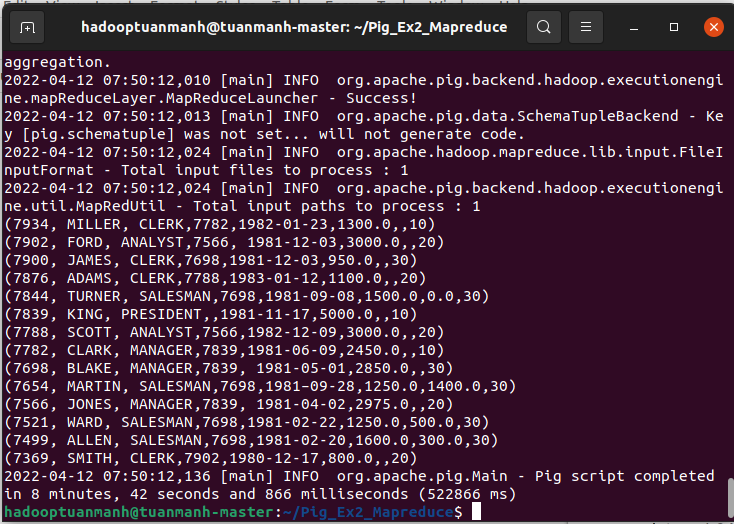 hadooptuanmanh@tuanmanh-master: ~/Pig_Ex2_Mapreduce
aggregation.
2022-04-12 07:50:12,010 [main] INFO  org.apache.pig.backend.hadoop.executionengi
ne.mapReduceLayer.MapReduceLauncher - Success!
2022-04-12 07:50:12,013 [main] INFO  org.apache.pig.data.SchemaTupleBackend - Ke
y [pig.schematuple] was not set... will not generate code.
2022-04-12 07:50:12,024 [main] INFO  org.apache.hadoop.mapreduce.lib.input.FileI
nputFormat - Total input files to process : 1
2022-04-12 07:50:12,024 [main] INFO  org.apache.pig.backend.hadoop.executionengi
ne.util.MapRedUtil - Total input paths to process : 1
(7934, MILLER, CLERK,7782,1982-01-23,1300.0,,10)
(7902, FORD, ANALYST,7566, 1981-12-03,3000.0,,20)
(7900, JAMES, CLERK,7698,1981-12-03,950.0,,30)
(7876, ADAMS, CLERK,7788,1983-01-12,1100.0,,20)
(7844, TURNER, SALESMAN,7698,1981-09-08,1500.0,0.0,30)
(7839, KING, PRESIDENT,,1981-11-17,5000.0,,10)
(7788, SCOTT, ANALYST,7566,1982-12-09,3000.0,,20)
(7782, CLARK, MANAGER,7839,1981-06-09,2450.0,,10)
(7698, BLAKE, MANAGER,7839, 1981-05-01,2850.0,,30)
(7654, MARTIN, SALESMAN,7698,1981–09-28,1250.0,1400.0,30)
(7566, JONES, MANAGER,7839, 1981-04-02,2975.0,,20)
(7521, WARD, SALESMAN,7698,1981-02-22,1250.0,500.0,30)
(7499, ALLEN, SALESMAN,7698,1981-02-20,1600.0,300.0,30)
(7369, SMITH, CLERK,7902,1980-12-17,800.0,,20)
2022-04-12 07:50:12,136 [main] INFO  org.apache.pig.Main - Pig script completed
in 8 minutes, 42 seconds and 866 milliseconds (522866 ms)
hadooptuanmanh@tuanmanh-master:~/Pig_Ex2_Mapreduce$